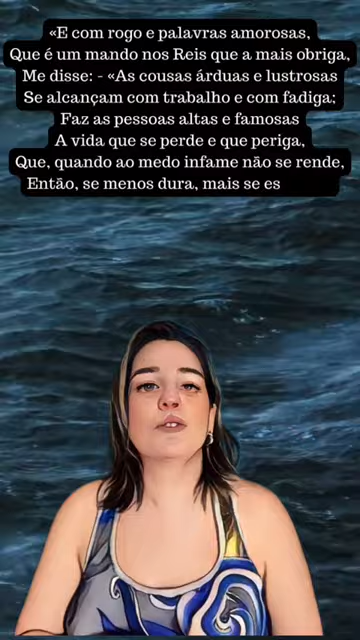 «E com rogo e palavras amorosas,
Que é um mando nos Reis que a mais obriga,
Me disse: - «As cousas árduas e lustrosas
Se alcançam com trabalho e com fadiga;
Faz as pessoas altas e famosas
A vida que se perde e que periga,
Que, quando ao medo infame não se rende,
Então, se menos dura, mais se es